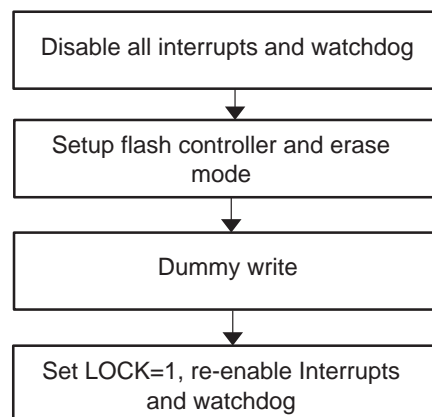 Disable all interrupts and watchdog
Setup flash controller and erase
mode
Dummy write
Set LOCK=1, re-enable Interrupts
and watchdog